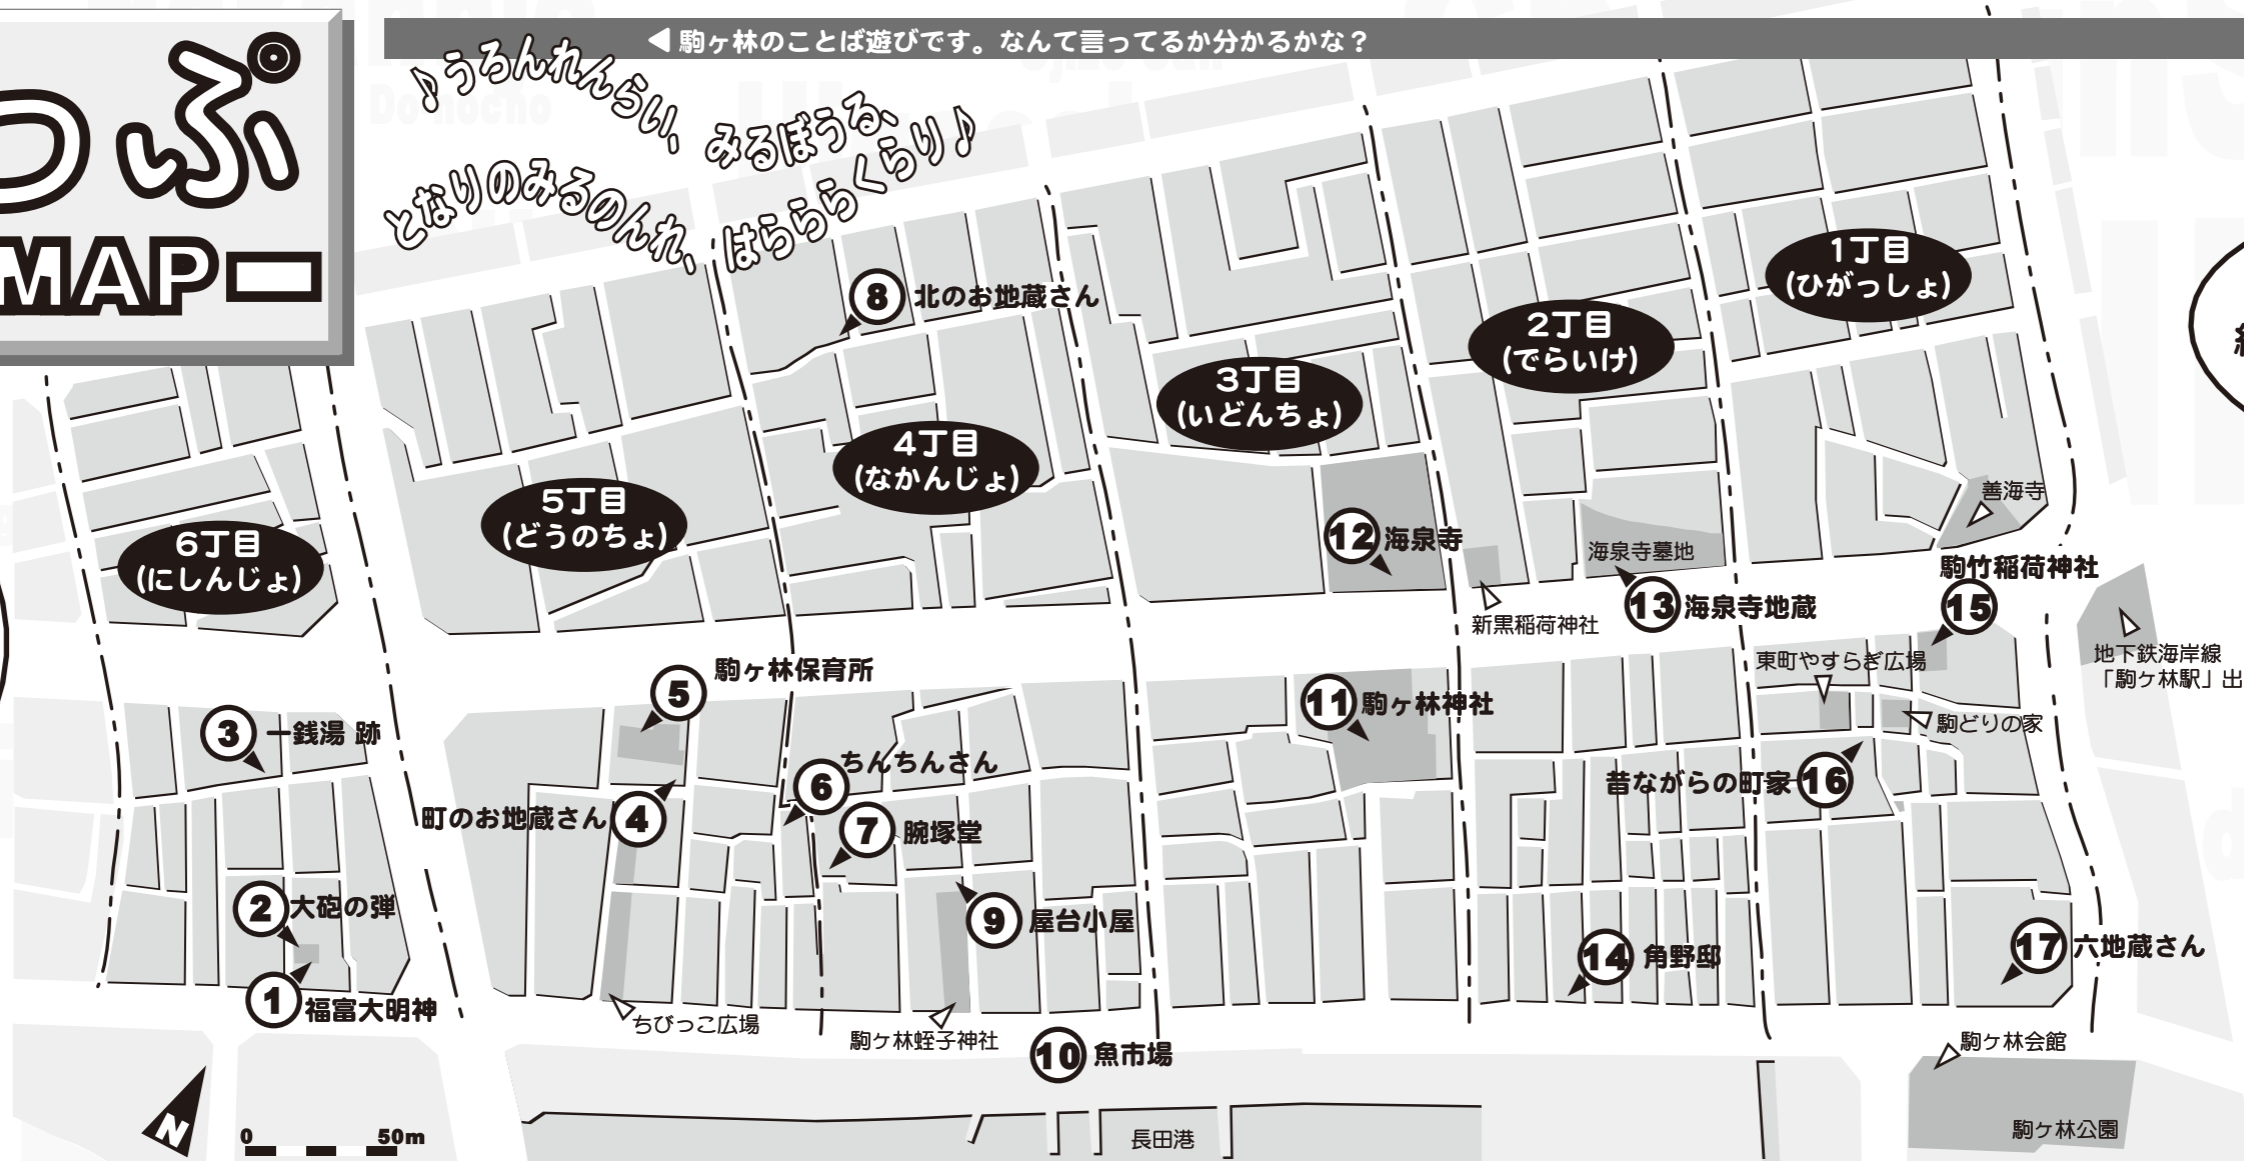 っぷ
MAP
◀駒ヶ林のことば遊びです。なんて言ってるか分かるかな？
♪うろんれんらい、みるぼうる、
となりのみるのんれ、はらららくらり♪
1丁目
(ひがっしょ)
2丁目
(でらいけ)
3丁目
(いどんちょ)
4丁目
(なかんじょ)
5丁目
(どうのちょ)
6丁目
(にしんじょ)
8 北のお地蔵さん
善海寺
12 海泉寺
海泉寺墓地
新黒稲荷神社
13 海泉寺地蔵
駒竹稲荷神社
15
地下鉄海岸線
「駒ヶ林駅」出
東町やすらぎ広場
駒どりの家
駒ヶ林保育所
5
11 駒ヶ林神社
3 一銭湯 跡
ちんちんさん
6
昔ながらの町家 16
町のお地蔵さん 4
7 腕塚堂
2 大砲の弾
9 屋台小屋
14 角野邸
17 六地蔵さん
1 福富大明神
ちびっこ広場
駒ケ林蛭子神社
10 魚市場
駒ヶ林会館
駒ヶ林公園
長田港
N
0 50m